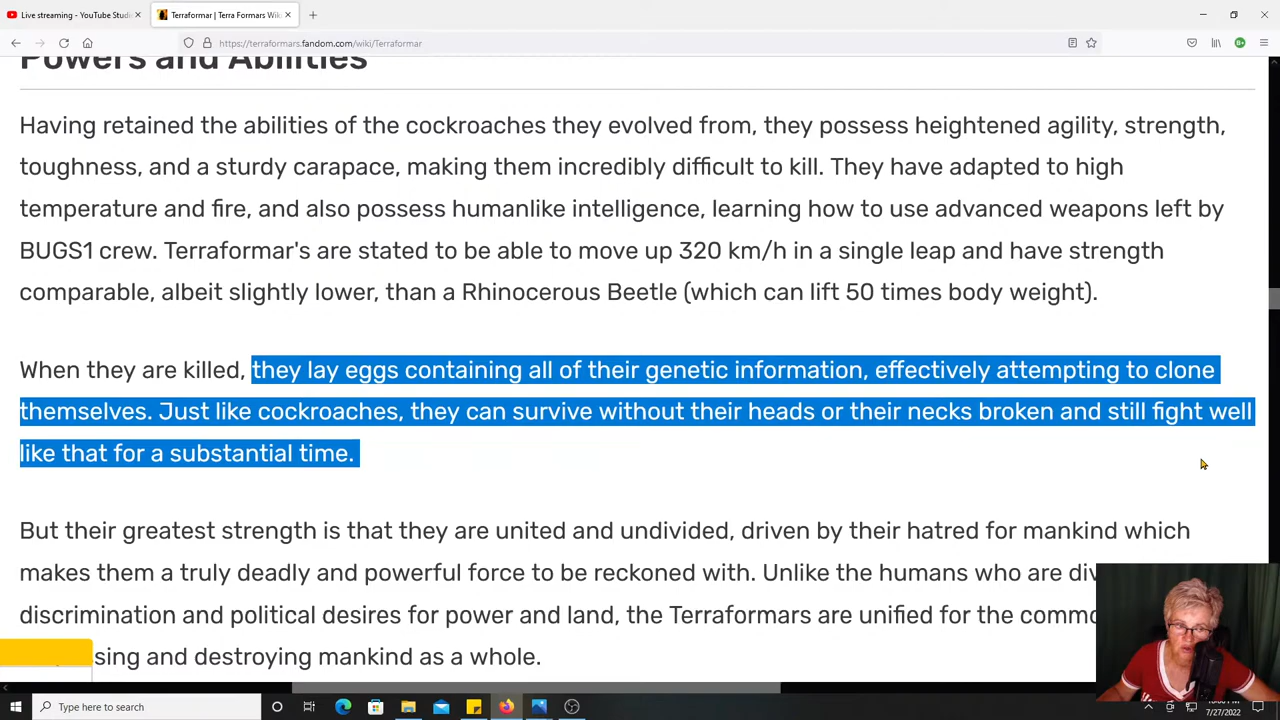 Live streaming - YouTube Studi
Terraformar | Terra Formars Wiki
https://terraformars.fandom.com/wiki/Terraformar
Powers and Abilities
Having retained the abilities of the cockroaches they evolved from, they possess heightened agility, strength,
toughness, and a sturdy carapace, making them incredibly difficult to kill. They have adapted to high
temperature and fire, and also possess humanlike intelligence, learning how to use advanced weapons left by
BUGS1 crew. Terraformar's are stated to be able to move up 320 km/h in a single leap and have strength
comparable, albeit slightly lower, than a Rhinocerous Beetle (which can lift 50 times body weight).
When they are killed, they lay eggs containing all of their genetic information, effectively attempting to clone
themselves. Just like cockroaches, they can survive without their heads or their necks broken and still fight well
like that for a substantial time.
But their greatest strength is that they are united and undivided, driven by their hatred for mankind which
makes them a truly deadly and powerful force to be reckoned with. Unlike the humans who are div
discrimination and political desires for power and land, the Terraformars are unified for the commo
sing and destroying mankind as a whole.
Type here to search
7/27/2022